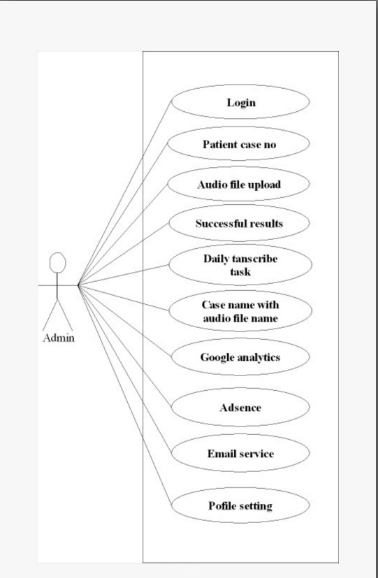 Login
Patient case no
Audio file upload
Successful results
Daily tanscribe
task
Case name with
audio file name
Google analytics
Admin
Adsence
Email service
Pofile setting